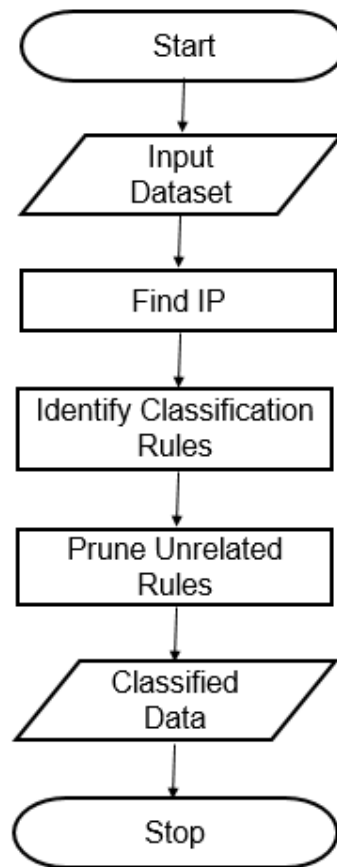 Start
Input
Dataset
Find IP
Identify Classification
Rules
Prune Unrelated
Rules
Classified
Data
Stop